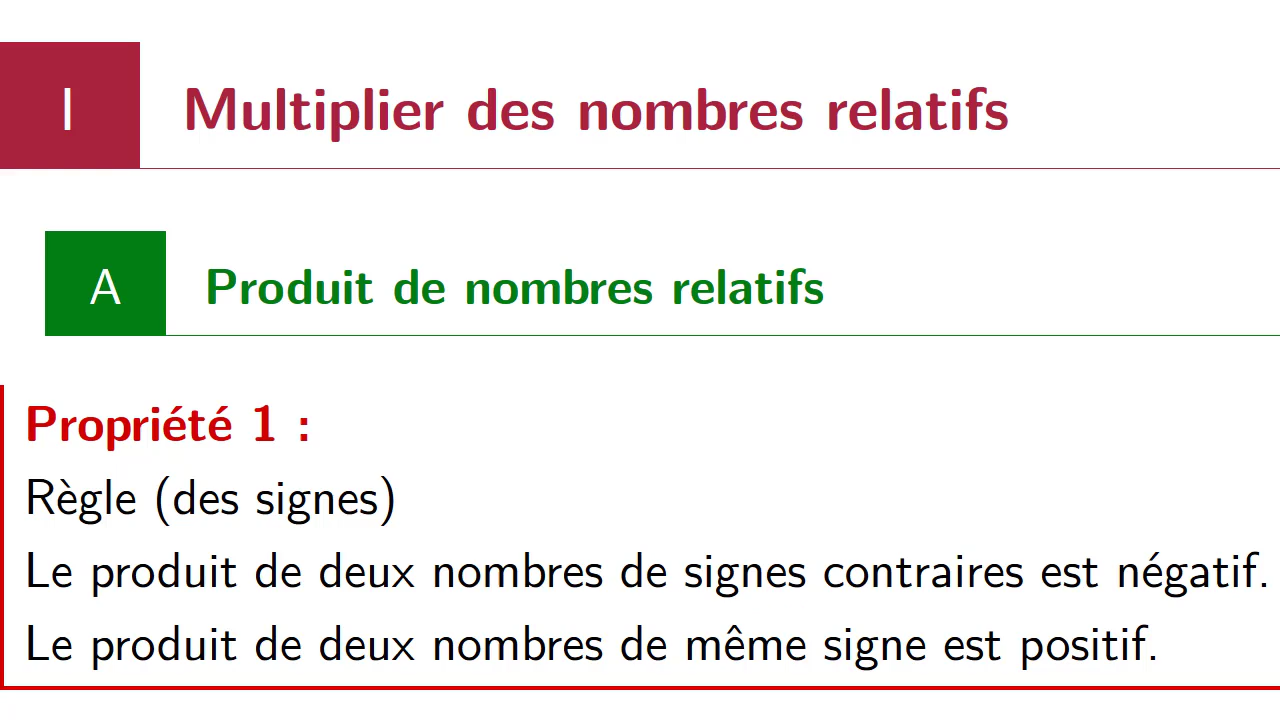 I
Multiplier des nombres relatifs
A
Produit de nombres relatifs
Propriété 1 :
Règle (des signes)
Le produit de deux nombres de signes contraires est négatif.
Le produit de deux nombres de même signe est positif.